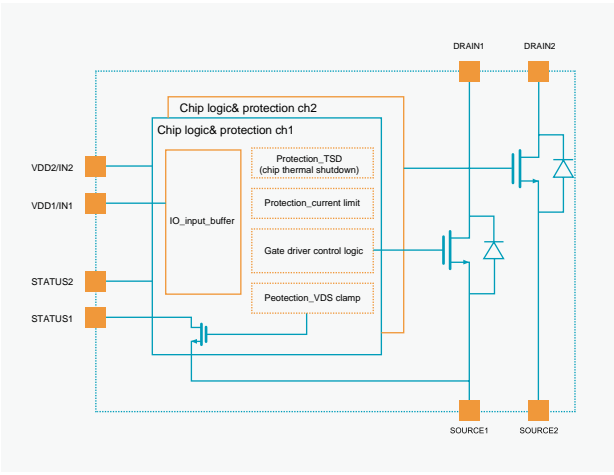 DRAIN1
DRAIN2
Chip logic& protection ch2
Chip logic& protection ch1
Protection_TSD
(chip thermal shutdown)
VDD2/IN2
VDD1/IN1
Protection_current limit
IO_input_buffer
Gate driver control logic
STATUS2
Peotection_VDS clamp
STATUS1
SOURCE1
SOURCE2